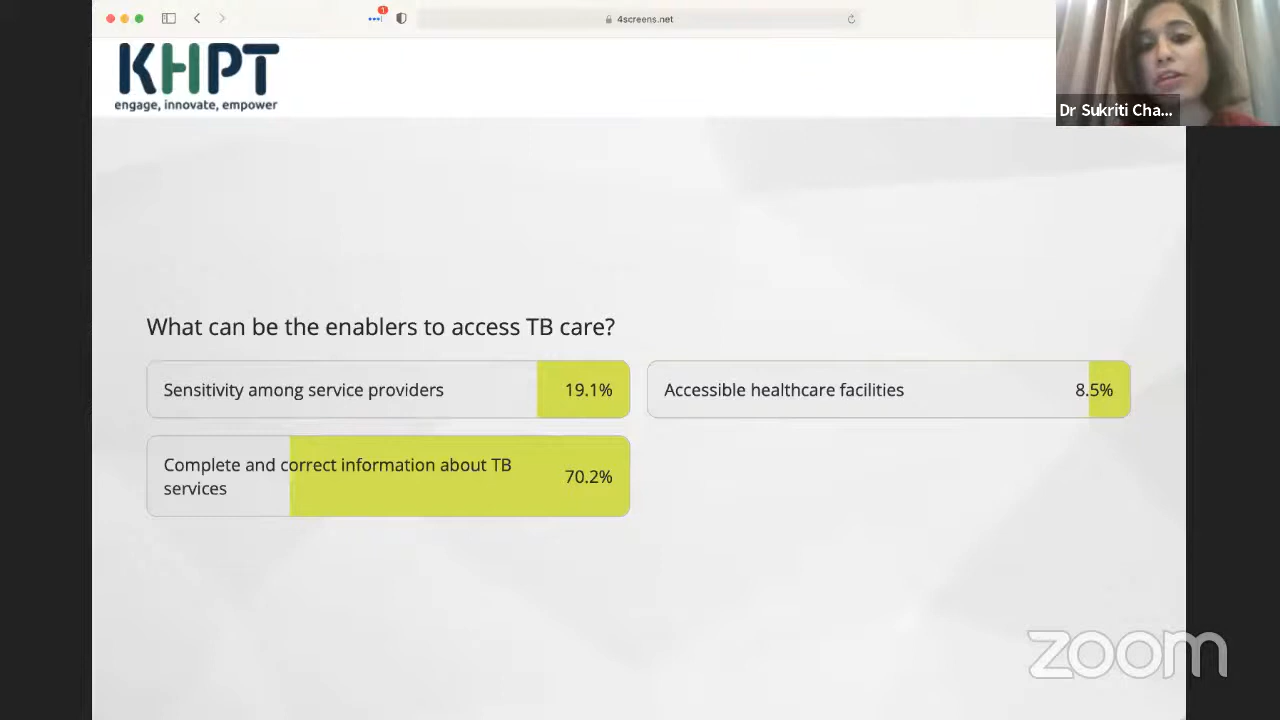 1
4screens.net
KHPT
engage, innovate, empower
Dr Sukriti Cha...
What can be the enablers to access TB care?
Sensitivity among service providers 19.1%
Accessible healthcare facilities 8.5%
Complete and correct information about TB
services
70.2%
zoom